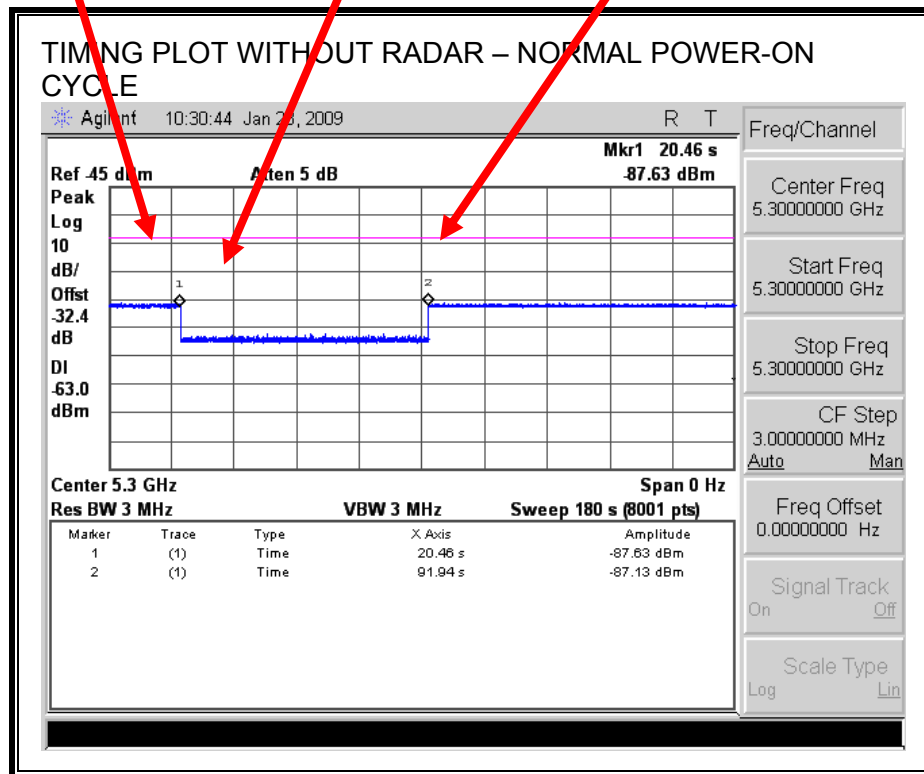 TIMING PLOT WITHOUT RADAR – NORMAL POWER-ON
CYCLE
Agilent 10:30:44 Jan 2009 R T
Freq/Channel
Mkr1 20.46 s
Ref -45 dBm Atten 5 dB -87.63 dBm
Peak
Log
10
dB/
Offst
-32.4
dB
DI
-63.0
dBm
1
2
Center 5.3 GHz Span 0 Hz
Res BW 3 MHz VBW 3 MHz Sweep 180 s (8001 pts)
Marker Trace Type X Axis Amplitude
1 (1) Time 20.46 s -87.63 dBm
2 (1) Time 91.94 s -87.13 dBm
Center Freq
5.30000000 GHz
Start Freq
5.30000000 GHz
Stop Freq
5.30000000 GHz
CF Step
3.00000000 MHz
Auto Man
Freq Offset
0.00000000 Hz
Signal Track
On Off
Scale Type
Log Lin